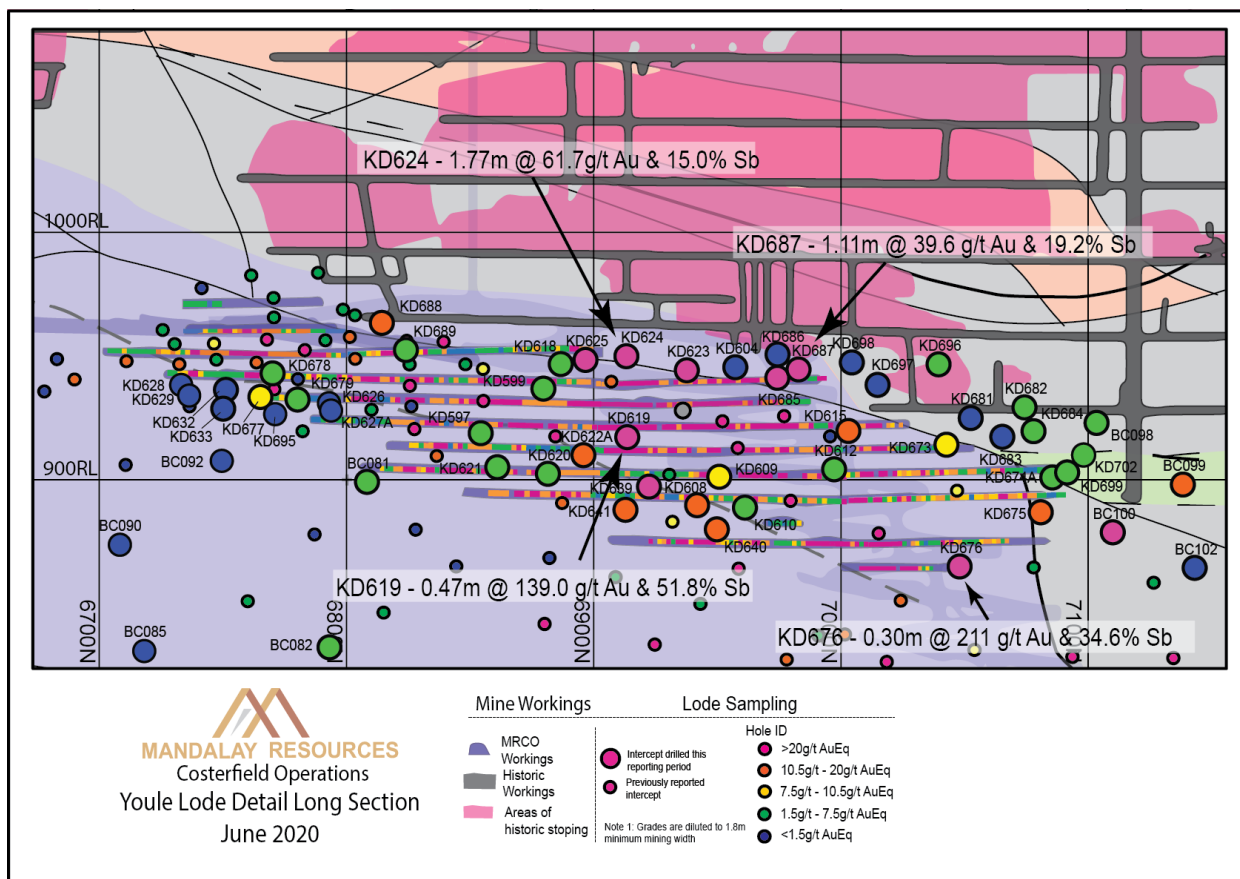 KD624 - 1.77m @ 61.7g/t Au & 15.0% Sb
1000RL
KD687 - 1.11m @ 39.6 g/t Au & 19.2% Sb
KD688
KD689
KD618
KD625
KD624
KD623
KD604
KD686
KD687
KD698
KD697
KD696
KD678
KD628
KD629
KD679
KD599
KD685
KD682
KD632
KD633
KD677
KD695
KD626
KD627A
KD597
KD619
KD615
KD681
KD684
KD622A
KD673
KD683
BC098
BC092
900RL
BC081
KD621
KD620
KD609
KD612
KD674A
KD702
KD699
BC099
KD639
KD608
KD641
KD610
KD640
KD675
BC100
BC090
KD676
BC102
KD619 - 0.47m @ 139.0 g/t Au & 51.8% Sb
KD676 - 0.30m @ 211 g/t Au & 34.6% Sb
BC085
BC082
6700N
6900N
MANDALAY RESOURCES
Costerfield Operations
Youle Lode Detail Long Section
June 2020
Mine Workings
MRCO
Workings
Historic
Workings
Areas of
historic stoping
Lode Sampling
Intercept drilled this
reporting period
Previously reported
intercept
Note 1: Grades are diluted to 1.8m
minimum mining width
Hole ID
>20g/t AuEq
10.5g/t - 20g/t AuEq
7.5g/t - 10.5g/t AuEq
1.5g/t - 7.5g/t AuEq
<1.5g/t AuEq